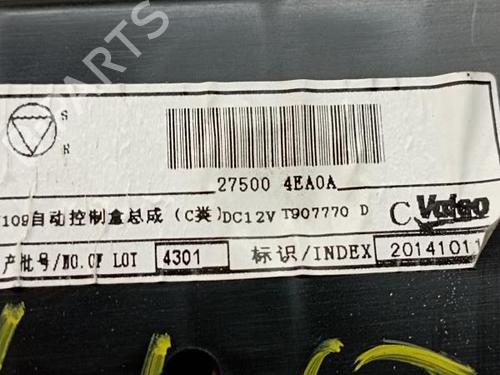 S
R
27500 4EA0A
109自动控制盒总成 (C类) DC12V T907770 D C Valeo
产批号/NO.OF LOT 4301 标识/INDEX 20141011